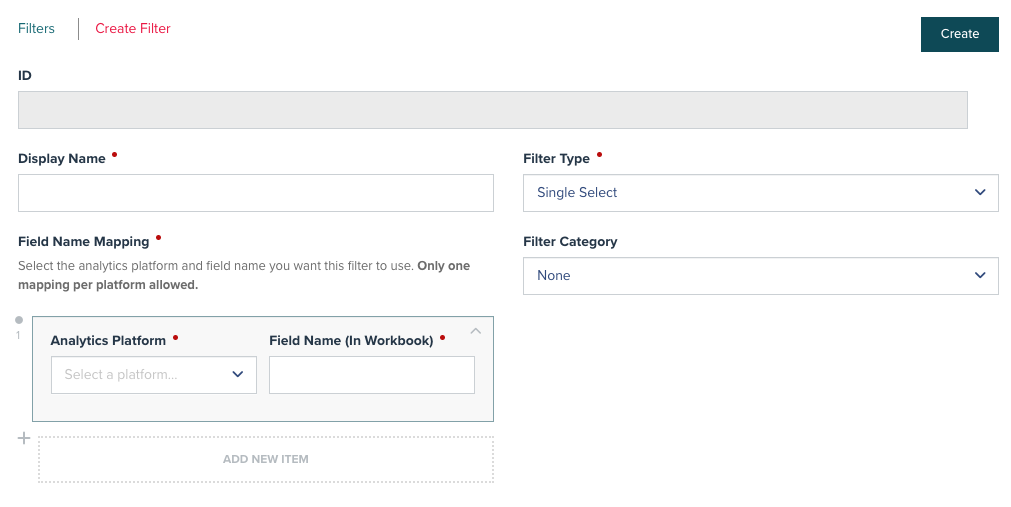 Filters
Create Filter
Create
ID
Display Name
Filter Type
Single Select
Field Name Mapping
Select the analytics platform and field name you want this filter to use. Only one
mapping per platform allowed.
Filter Category
None
1
Analytics Platform
Field Name (In Workbook)
Select a platform...
ADD NEW ITEM